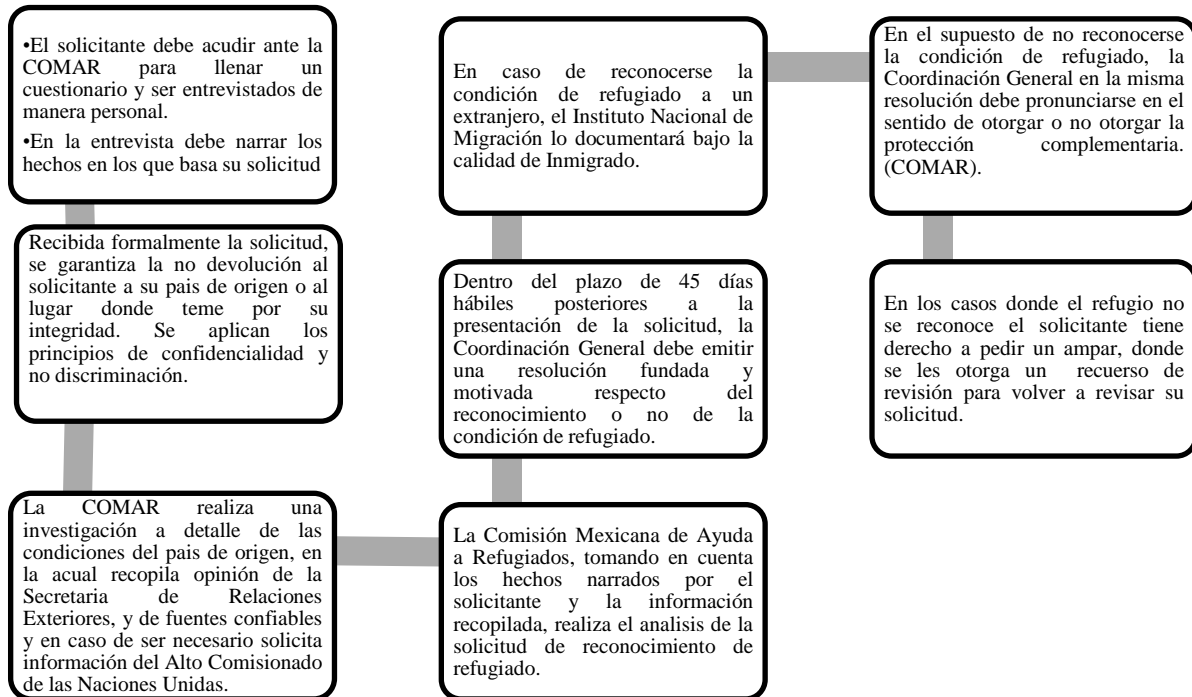 •El solicitante debe acudir ante la
COMAR para llenar un
cuestionario y ser entrevistados de
manera personal.
•En la entrevista debe narrar los
hechos en los que basa su solicitud
Recibida formalmente la solicitud,
se garantiza la no devolución al
solicitante a su pais de origen o al
lugar donde teme por su
integridad. Se aplican los
principios de confidencialidad y
no discriminación.
La COMAR realiza una
investigación a detalle de las
condiciones del pais de origen, en
la acual recopila opinión de la
Secretaria de Relaciones
Exteriores, y de fuentes confiables
y en caso de ser necesario solicita
información del Alto Comisionado
de las Naciones Unidas.
La Comisión Mexicana de Ayuda
a Refugiados, tomando en cuenta
los hechos narrados por el
solicitante y la información
recopilada, realiza el analisis de la
solicitud de reconocimiento de
refugiado.
Dentro del plazo de 45 días
hábiles posteriores a la
presentación de la solicitud, la
Coordinación General debe emitir
una resolución fundada y
motivada respecto del
reconocimiento o no de la
condición de refugiado.
En caso de reconocerse la
condición de refugiado a un
extranjero, el Instituto Nacional de
Migración lo documentará bajo la
calidad de Inmigrado.
En el supuesto de no reconocerse
la condición de refugiado, la
Coordinación General en la misma
resolución debe pronunciarse en el
sentido de otorgar o no otorgar la
protección complementaria.
(COMAR).
En los casos donde el refugio no
se reconoce el solicitante tiene
derecho a pedir un ampar, donde
se les otorga un recuerso de
revisión para volver a revisar su
solicitud.